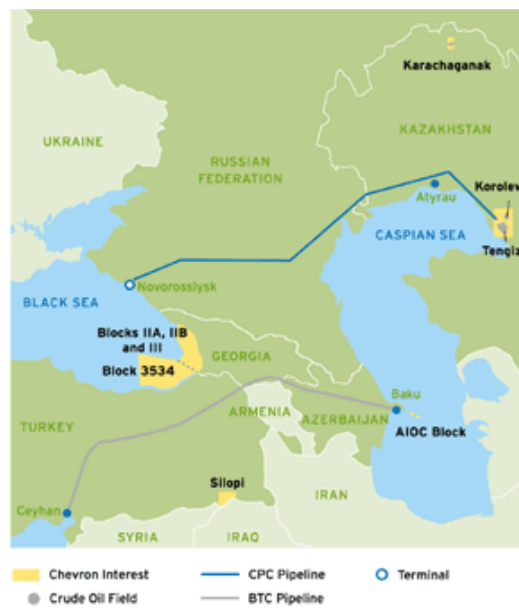 Karachaganak
UKRAINE
KAZAKHSTAN
RUSSIAN
FEDERATION
Korolev
Atyrau
CASPIAN SEA
Tengiz
Novorossiysk
BLACK SEA
Blocks IIA, IIB
and III
GEORGIA
Block 3534
Baku
ARMENIA
AZERBAIJAN
TURKEY
AIOC Block
Silopi
IRAN
Ceyhan
SYRIA
IRAQ
Chevron Interest
CPC Pipeline
Terminal
Crude Oil Field
BTC Pipeline